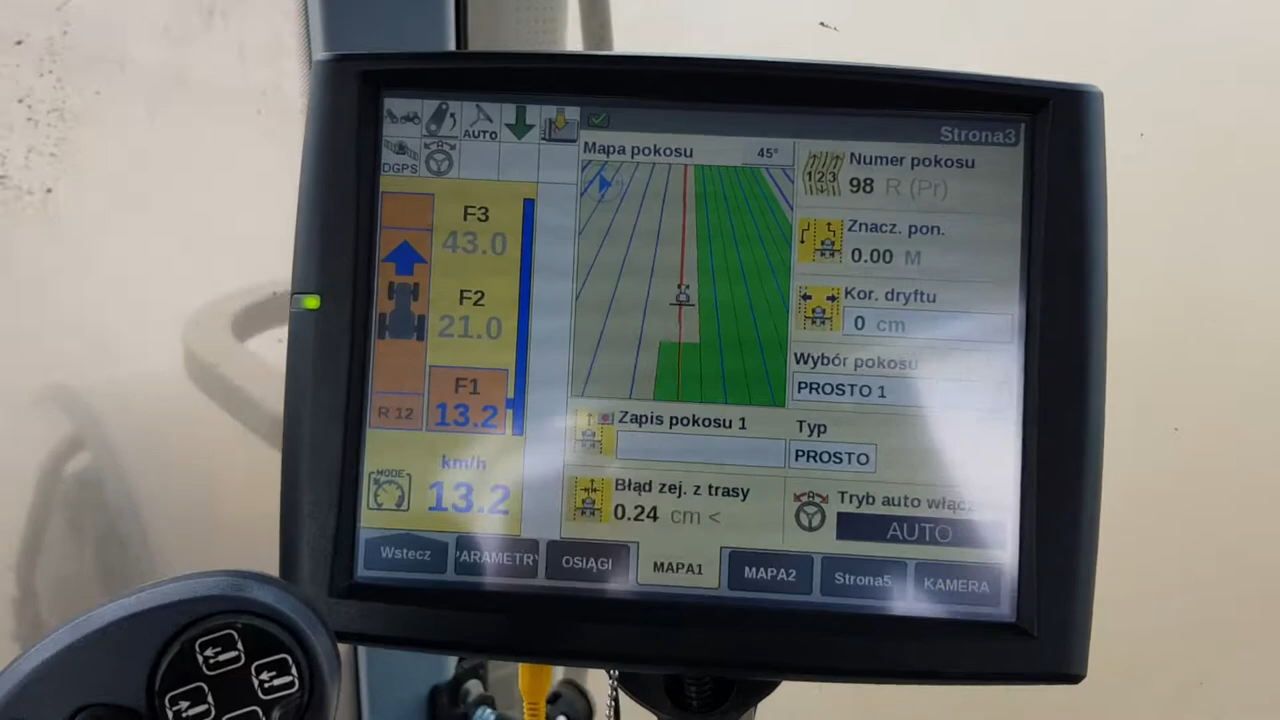 AUTO
Strona3
DGPS
Mapa pokosu
45°
Numer pokosu
1 2 3
98 R (Pr)
F3
43.0
Znacz. pon.
0.00 M
F2
21.0
Kor. dryftu
0 cm
Wybór pokosu
PROSTO 1
F1
13.2
R 12
Zapis pokosu 1
Typ
PROSTO
km/h
13.2
MODE
Błąd zej. z trasy
0.24 cm <
A
Tryb auto włącz
AUTO
Wstecz
PARAMETRY
OSIĄGI
MAPA1
MAPA2
Strona5
KAMERA